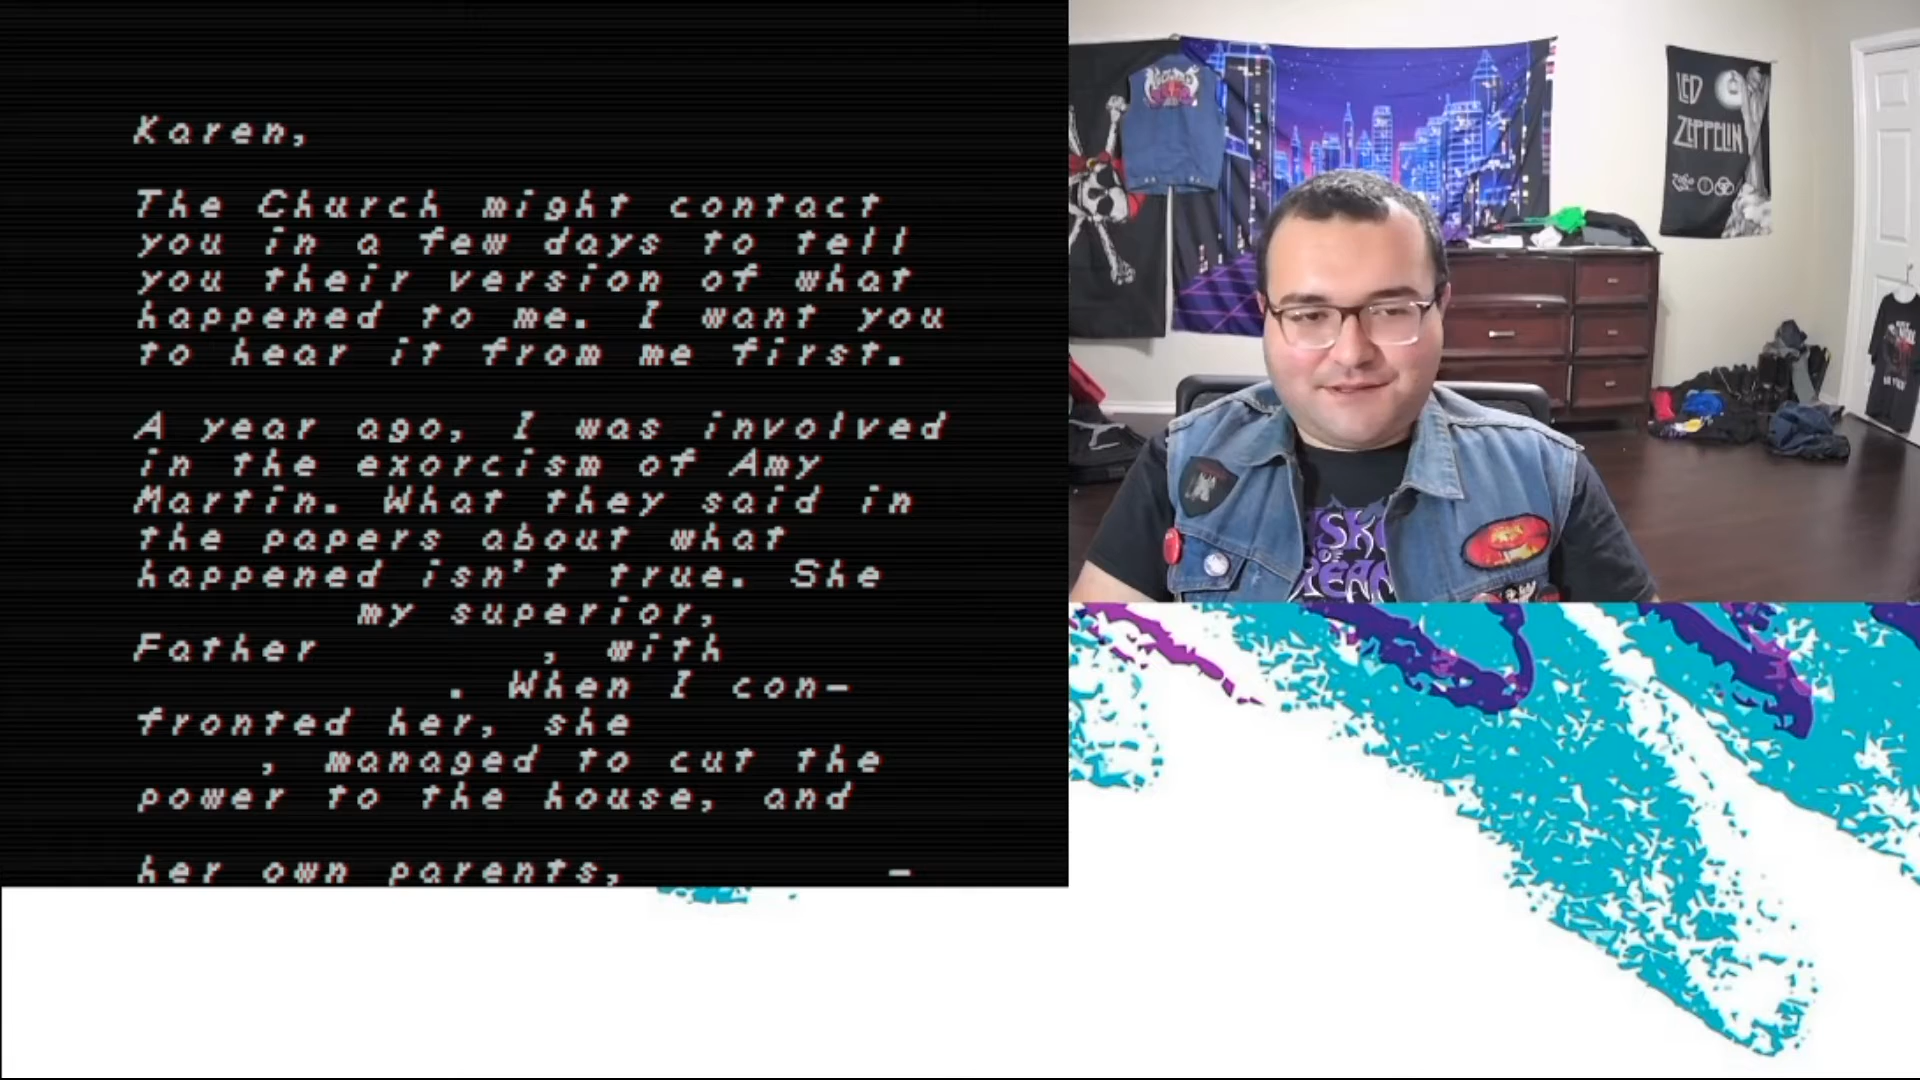 Karen,
The Church might contact
you in a few days to tell
you their version of what
happened to me. I want you
to hear it from me first.
A year ago, I was involved
in the exorcism of Amy
Martin. What they said in
the papers about what
happened isn't true. She
my superior,
Father , with
. When I con-
fronted her, she
, managed to cut the
power to the house, and
her own parents, -
LED
ZEPPELIN